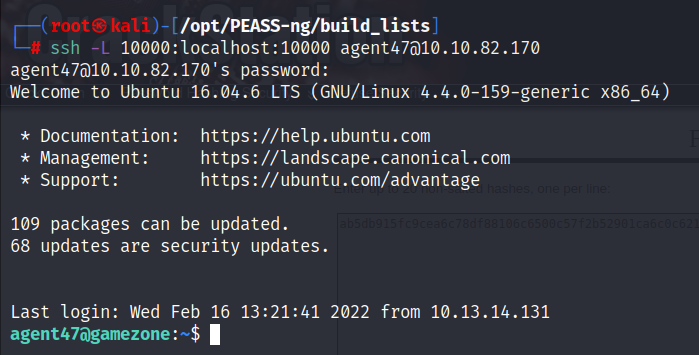 ┌──(root㉿kali)-[/opt/PEASS-ng/build_lists]
└─# ssh -L 10000:localhost:10000 agent47@10.10.82.170
agent47@10.10.82.170's password:
Welcome to Ubuntu 16.04.6 LTS (GNU/Linux 4.4.0-159-generic x86_64)
* Documentation: https://help.ubuntu.com
* Management: https://landscape.canonical.com
* Support: https://ubuntu.com/advantage
hashes, one per line:
109 packages can be updated.
68 updates are security updates.
Last login: Wed Feb 16 13:21:41 2022 from 10.13.14.131
agent47@gamezone:~$